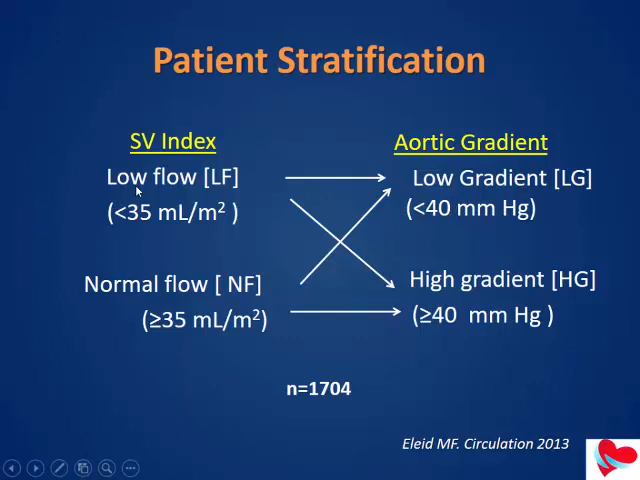 Patient Stratification
SV Index
Low flow [LF]
(<35 mL/m² )
Normal flow [ NF]
(≥35 mL/m²)
Aortic Gradient
Low Gradient [LG]
(<40 mm Hg)
High gradient [HG]
(≥40  mm Hg )
n=1704
Eleid MF. Circulation 2013